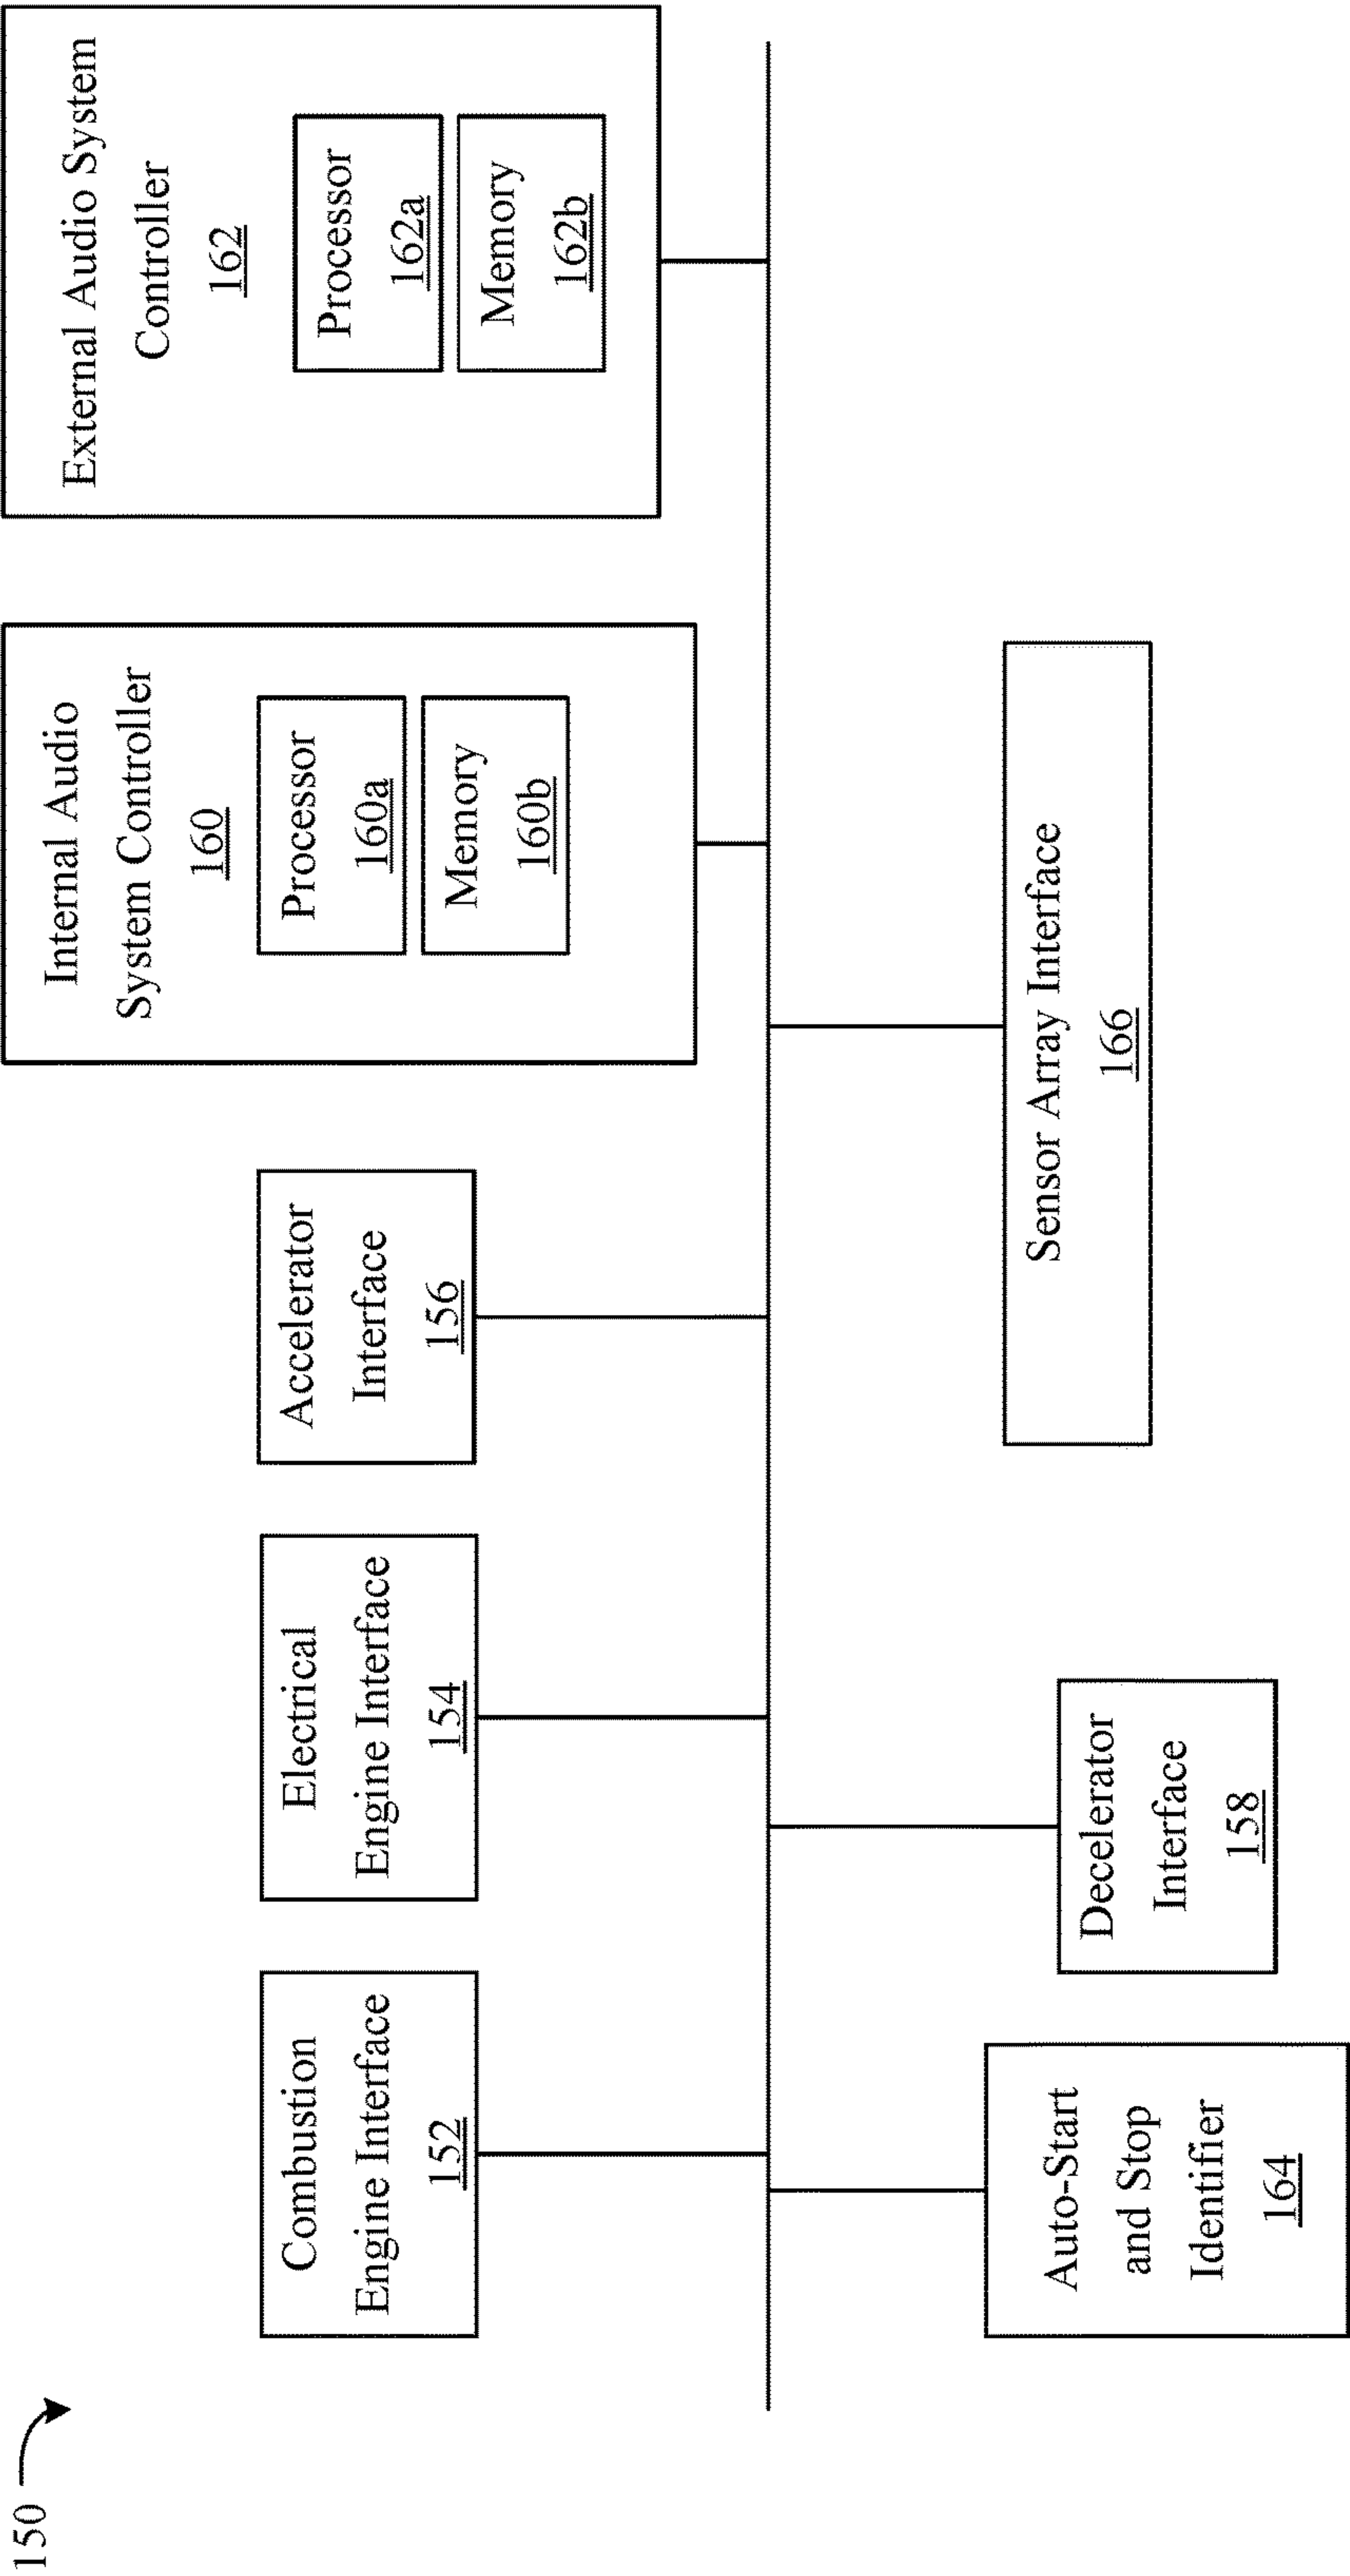 150
Combustion
Engine Interface
152
Electrical
Engine Interface
154
Accelerator
Interface
156
Internal Audio
System Controller
160
Processor
160a
Memory
160b
External Audio System
Controller
162
Processor
162a
Memory
162b
Auto-Start
and Stop
Identifier
164
Decelerator
Interface
158
Sensor Array Interface
166